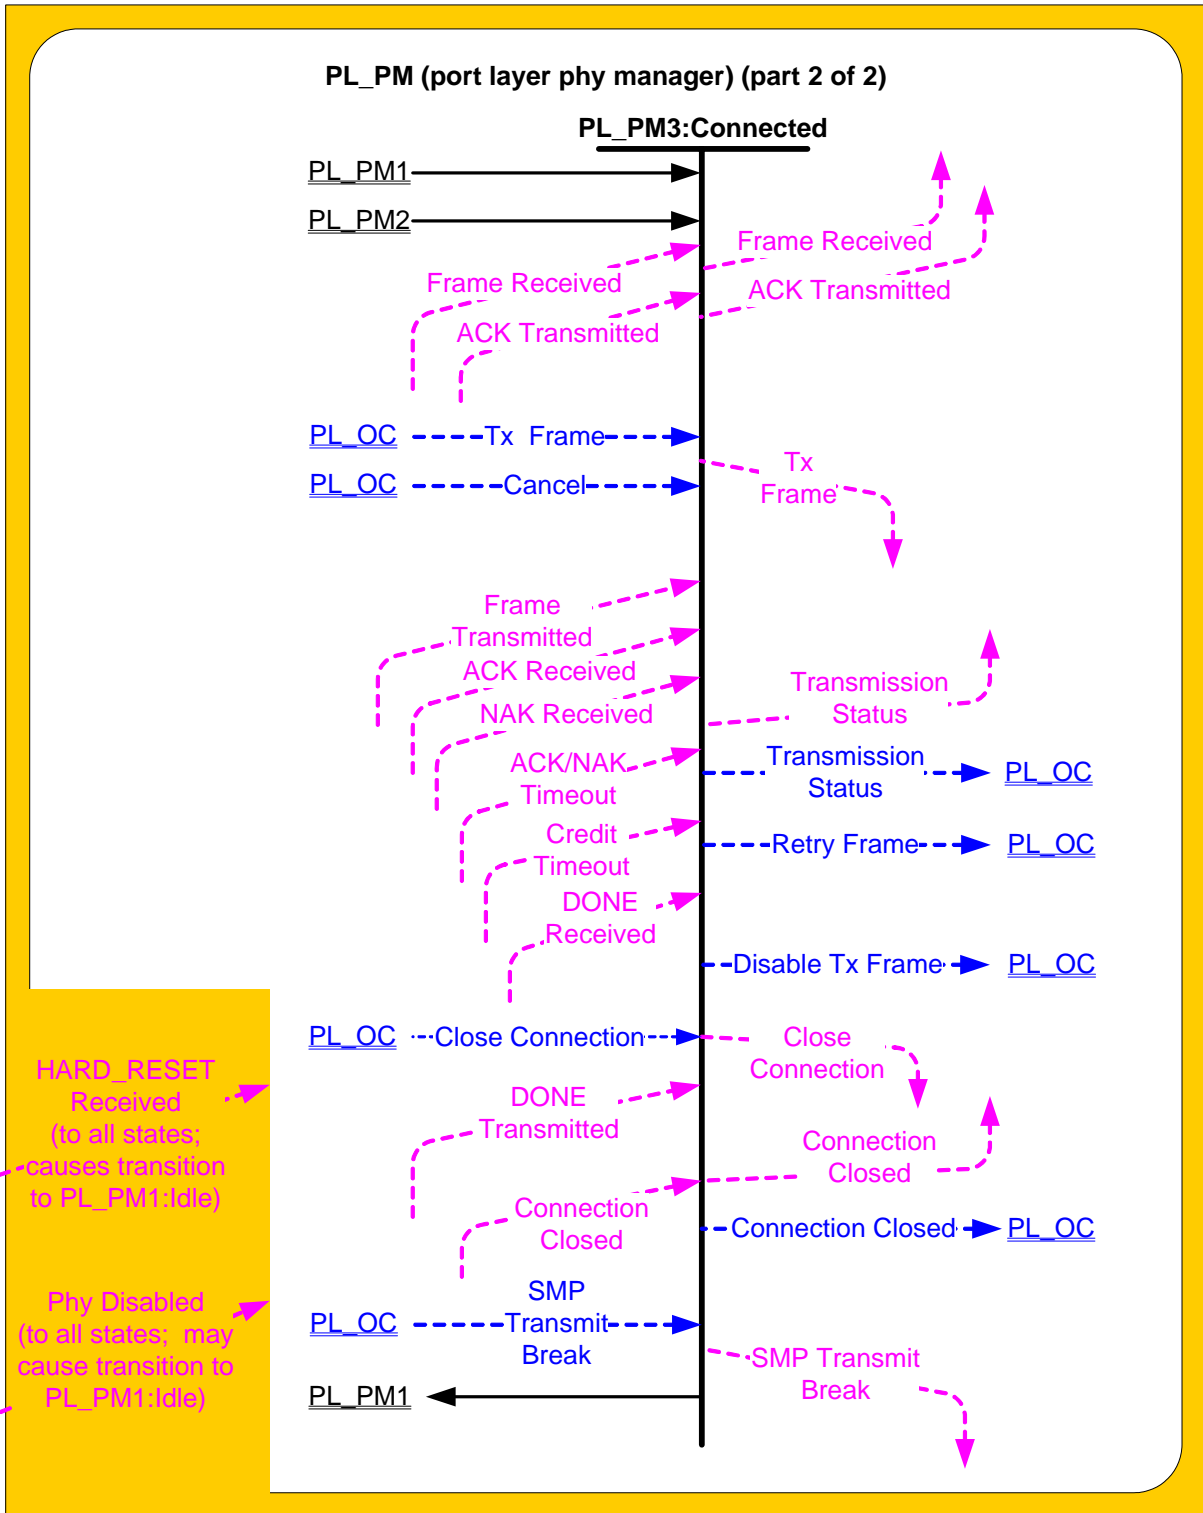 PL_PM (port layer phy manager) (part 2 of 2)
PL_PM3:Connected
PL_PM1
PL_PM2
Frame Received
ACK Transmitted
Frame Received
ACK Transmitted
PL_OC
Tx Frame
PL_OC
Cancel
Tx
Frame
Frame
Transmitted
ACK Received
NAK Received
ACK/NAK
Timeout
Credit
Timeout
DONE
Received
Transmission
Status
Transmission
Status
PL_OC
Retry Frame
PL_OC
Disable Tx Frame
PL_OC
PL_OC
Close Connection
Close
Connection
DONE
Transmitted
Connection
Closed
Connection
Closed
Connection Closed
PL_OC
SMP
PL_OC
Transmit
Break
SMP Transmit
Break
PL_PM1
HARD_RESET
Received
(to all states;
causes transition
to PL_PM1:Idle)
Phy Disabled
(to all states; may
cause transition to
PL_PM1:Idle)